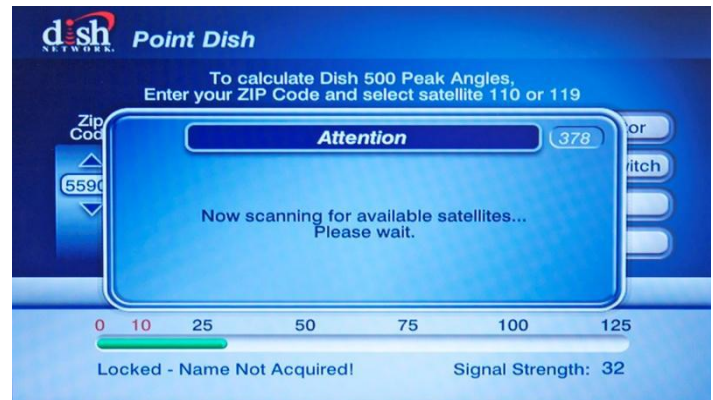 dish
NETWORK.
Point Dish
To calculate Dish 500 Peak Angles,
Enter your ZIP Code and select satellite 110 or 119
Zip
Code
Attention
378
Now scanning for available satellites...
Please wait.
0 10 25 50 75 100 125
Locked - Name Not Acquired!
Signal Strength: 32